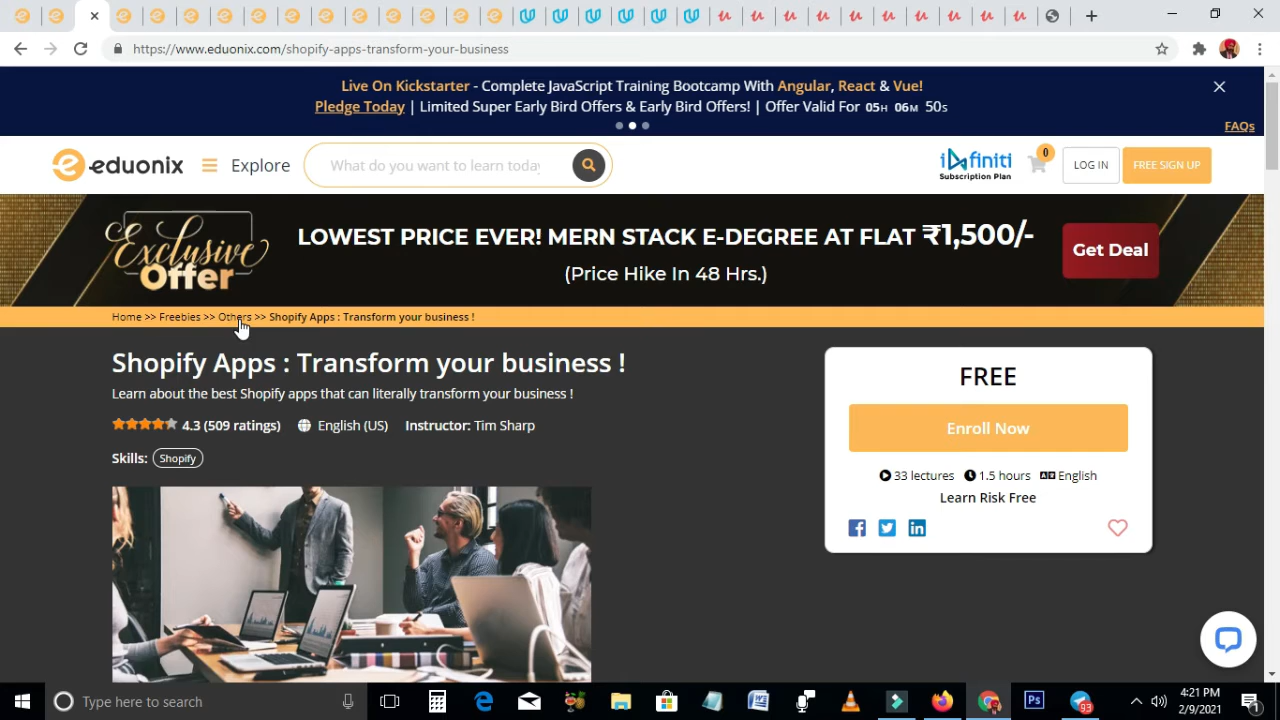 https://www.eduonix.com/shopify-apps-transform-your-business
Live On Kickstarter - Complete JavaScript Training Bootcamp With Angular, React & Vue!
Pledge Today | Limited Super Early Bird Offers & Early Bird Offers! | Offer Valid For 05H 06M 50s
FAQs
eduonix
Explore
What do you want to learn today
iNfiniti
Subscription Plan
0
LOG IN
FREE SIGN UP
Exclusive
Offer
LOWEST PRICE EVER! MERN STACK E-DEGREE AT FLAT ₹1,500/-
(Price Hike In 48 Hrs.)
Get Deal
Home >> Freebies >> Others >> Shopify Apps : Transform your business !
Shopify Apps : Transform your business !
Learn about the best Shopify apps that can literally transform your business !
4.3 (509 ratings) English (US) Instructor: Tim Sharp
Skills: Shopify
FREE
Enroll Now
33 lectures 1.5 hours English
Learn Risk Free
Type here to search
Ps
93
4:21 PM
2/9/2021
1